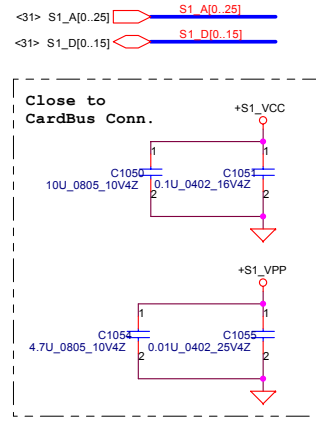 <31> S1_A[0..25] S1_A[0..25]
<31> S1_D[0..15] S1_D[0..15]
Close to
CardBus Conn.
+S1_VCC
1 1
C1050 C1051
10U_0805_10V4Z 0.1U_0402_16V4Z
2 2
+S1_VPP
1 1
C1054 C1055
4.7U_0805_10V4Z 0.01U_0402_25V4Z
2 2